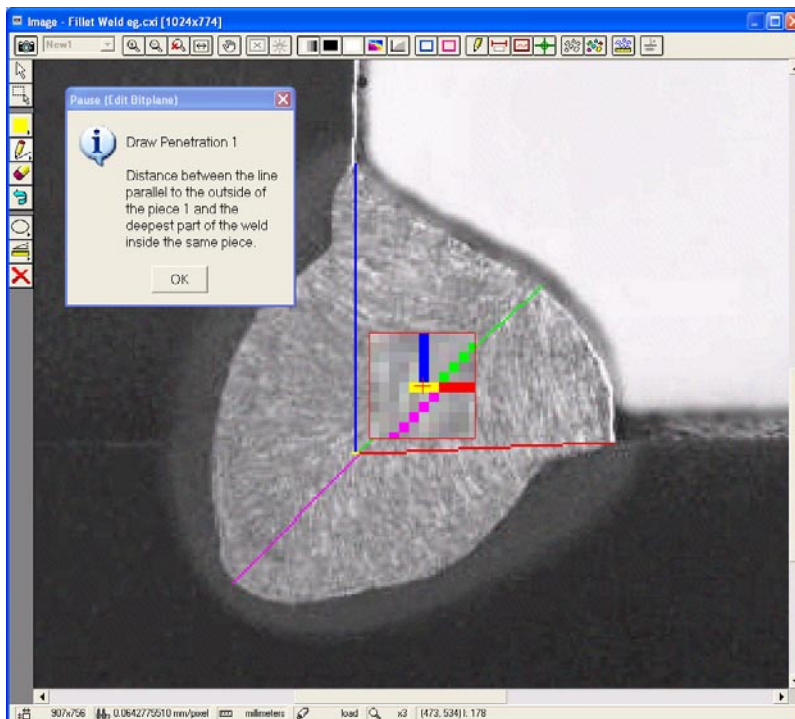 Image - Fillet Weld eg.cxi [1024x774]
New1
Pause (Edit Bitplane)
Draw Penetration 1
Distance between the line
parallel to the outside of
the piece 1 and the
deepest part of the weld
inside the same piece.
OK
907x756 0.0642775510 mm/pixel millimeters load x3 (473, 534) I: 178